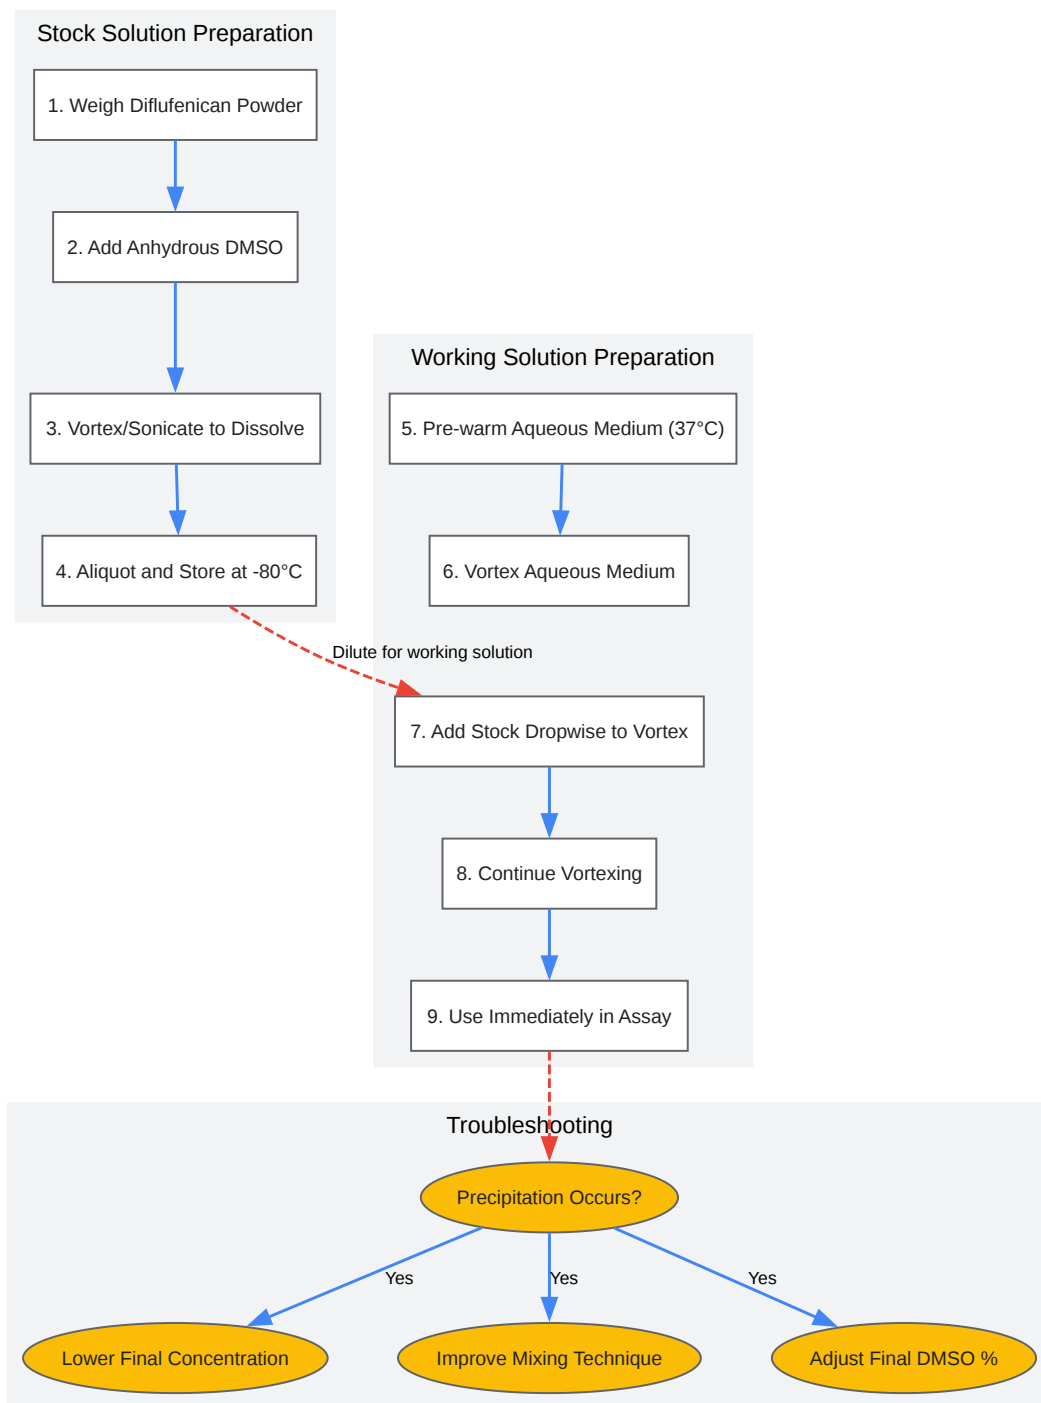 Stock Solution Preparation
1. Weigh Diflufenican Powder
2. Add Anhydrous DMSO
3. Vortex/Sonicate to Dissolve
4. Aliquot and Store at -80°C
Working Solution Preparation
5. Pre-warm Aqueous Medium (37°C)
6. Vortex Aqueous Medium
Dilute for working solution
7. Add Stock Dropwise to Vortex
8. Continue Vortexing
9. Use Immediately in Assay
Troubleshooting
Precipitation Occurs?
Yes
Yes
Yes
Lower Final Concentration
Improve Mixing Technique
Adjust Final DMSO %